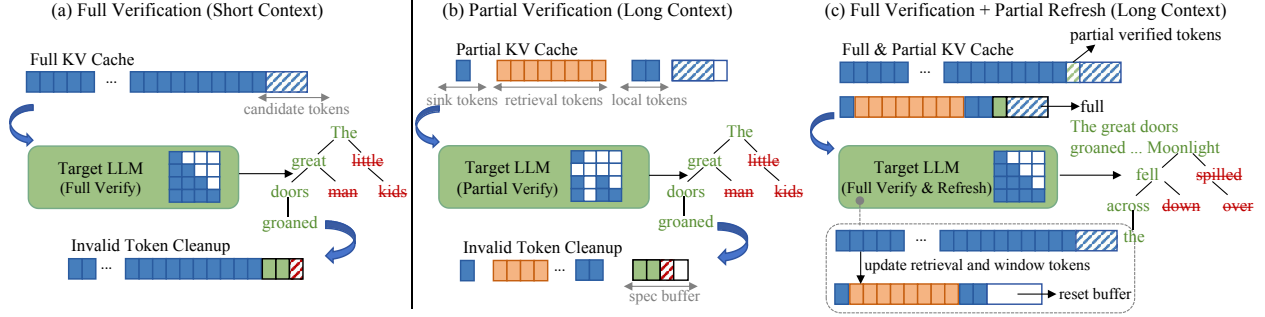 (a) Full Verification (Short Context)
Full KV Cache
...
candidate tokens
Target LLM
(Full Verify)
The
great
little
doors
man
kids
groaned
Invalid Token Cleanup
...
(b) Partial Verification (Long Context)
Partial KV Cache
sink tokens
retrieval tokens
local tokens
Target LLM
(Partial Verify)
The
great
little
doors
man
kids
groaned
Invalid Token Cleanup
...
spec buffer
(c) Full Verification + Partial Refresh (Long Context)
partial verified tokens
Full & Partial KV Cache
...
full
Target LLM
(Full Verify & Refresh)
The great doors
groaned ... Moonlight
fell
spilled
across
down
over
the
...
update retrieval and window tokens
reset buffer